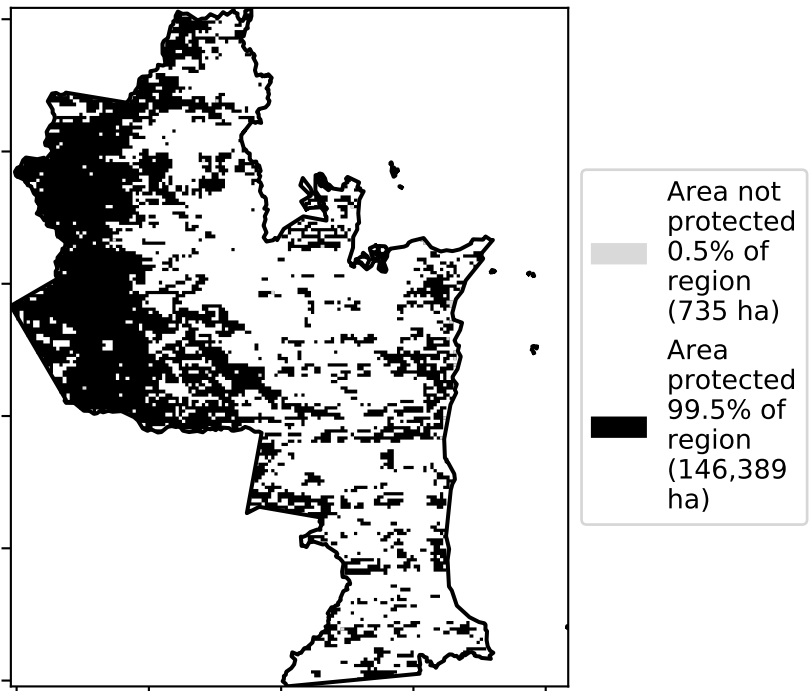 Area not
protected
0.5% of
region
(735 ha)
Area
protected
99.5% of
region
(146,389
ha)